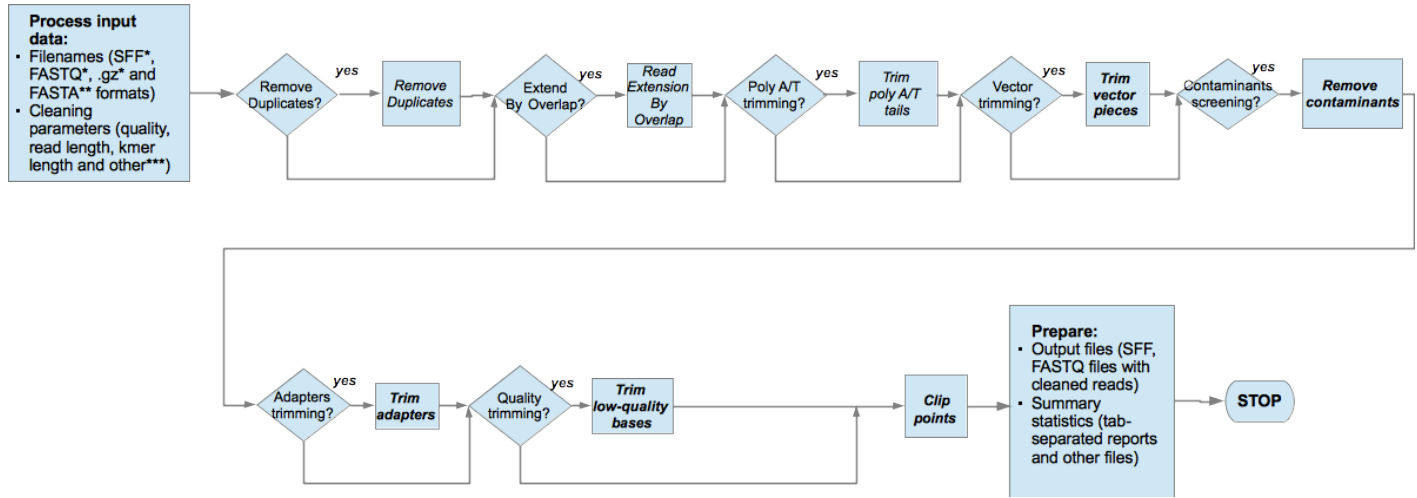 Process input
data:
▪ Filenames (SFF*,
FASTQ*, .gz* and
FASTA** formats)
▪ Cleaning
parameters (quality,
read length, kmer
length and other***)
Remove
Duplicates?
yes
Remove
Duplicates
Extend
By Overlap?
yes
Read
Extension
By
Overlap
Poly A/T
trimming?
yes
Trim
poly A/T
tails
Vector
trimming?
yes
Trim
vector
pieces
Contaminants
screening?
yes
Remove
contaminants
Adapters
trimming?
yes
Trim
adapters
Quality
trimming?
yes
Trim
low-quality
bases
Clip
points
Prepare:
▪ Output files (SFF,
FASTQ files with
cleaned reads)
▪ Summary
statistics (tab-
separated reports
and other files)
STOP